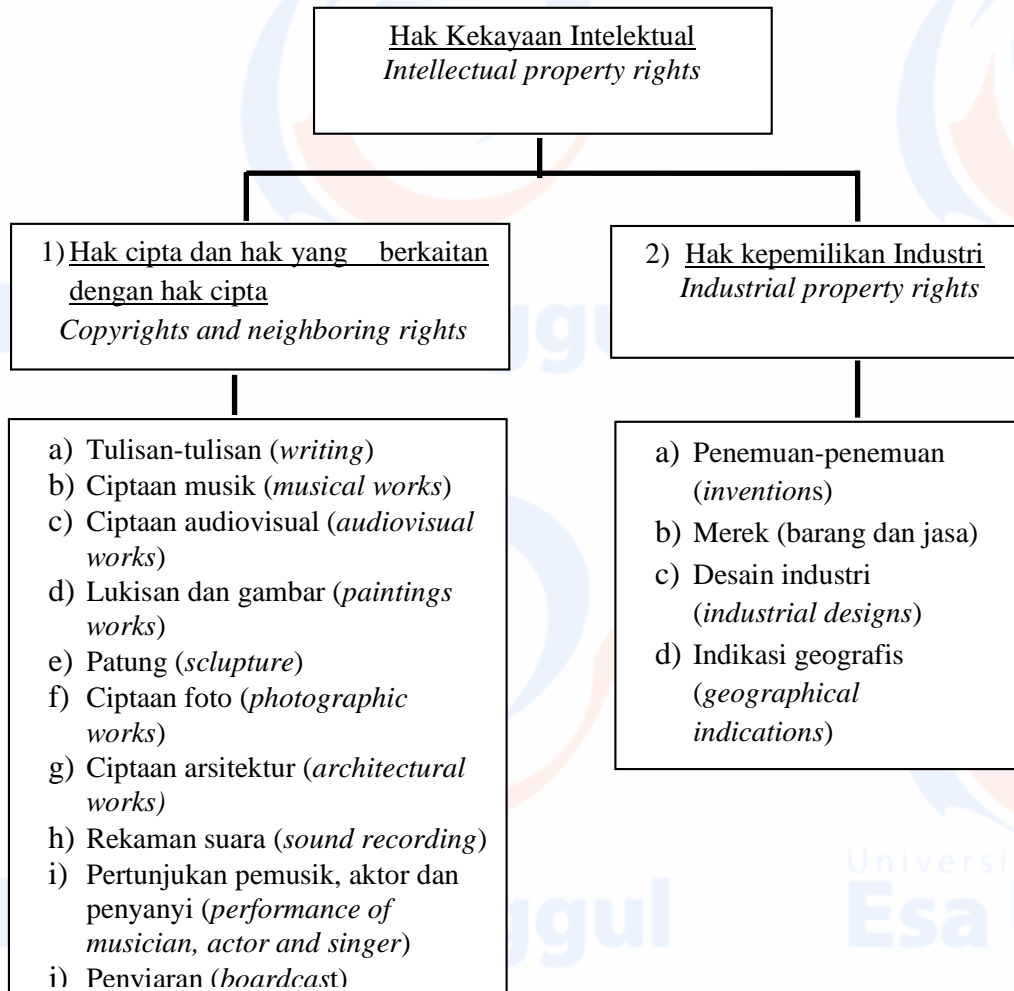 Hak Kekayaan Intelektual
Intellectual property rights
1) Hak cipta dan hak yang berkaitan
dengan hak cipta
Copyrights and neighboring rights
2) Hak kepemilikan Industri
Industrial property rights
a) Tulisan-tulisan (writing)
b) Ciptaan musik (musical works)
c) Ciptaan audiovisual (audiovisual
works)
d) Lukisan dan gambar (paintings
works)
e) Patung (sclupture)
f) Ciptaan foto (photographic
works)
g) Ciptaan arsitektur (architectural
works)
h) Rekaman suara (sound recording)
i) Pertunjukan pemusik, aktor dan
penyanyi (performance of
musician, actor and singer)
j) Penyiaran (boardcast)
a) Penemuan-penemuan
(inventions)
b) Merek (barang dan jasa)
c) Desain industri
(industrial designs)
d) Indikasi geografis
(geographical
indications)
ggul
ggul
Universi
Esa